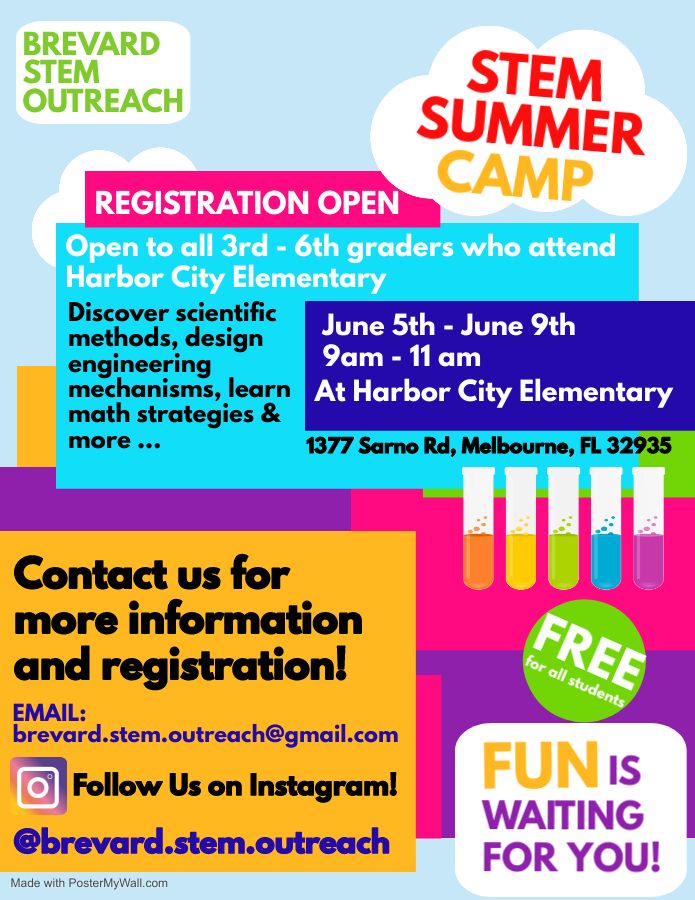 BREVARD
STEM
OUTREACH
STEM
SUMMER
CAMP
REGISTRATION OPEN
Open to all 3rd - 6th graders who attend
Harbor City Elementary
Discover scientific
methods, design
engineering
mechanisms, learn
math strategies &
more ...
June 5th - June 9th
9am - 11 am
At Harbor City Elementary
1377 Sarno Rd, Melbourne, FL 32935
Contact us for
more information
and registration!
EMAIL:
brevard.stem.outreach@gmail.com
Follow Us on Instagram!
@brevard.stem.outreach
FREE
for all students
FUN IS
WAITING
FOR YOU!
Made with PosterMyWall.com